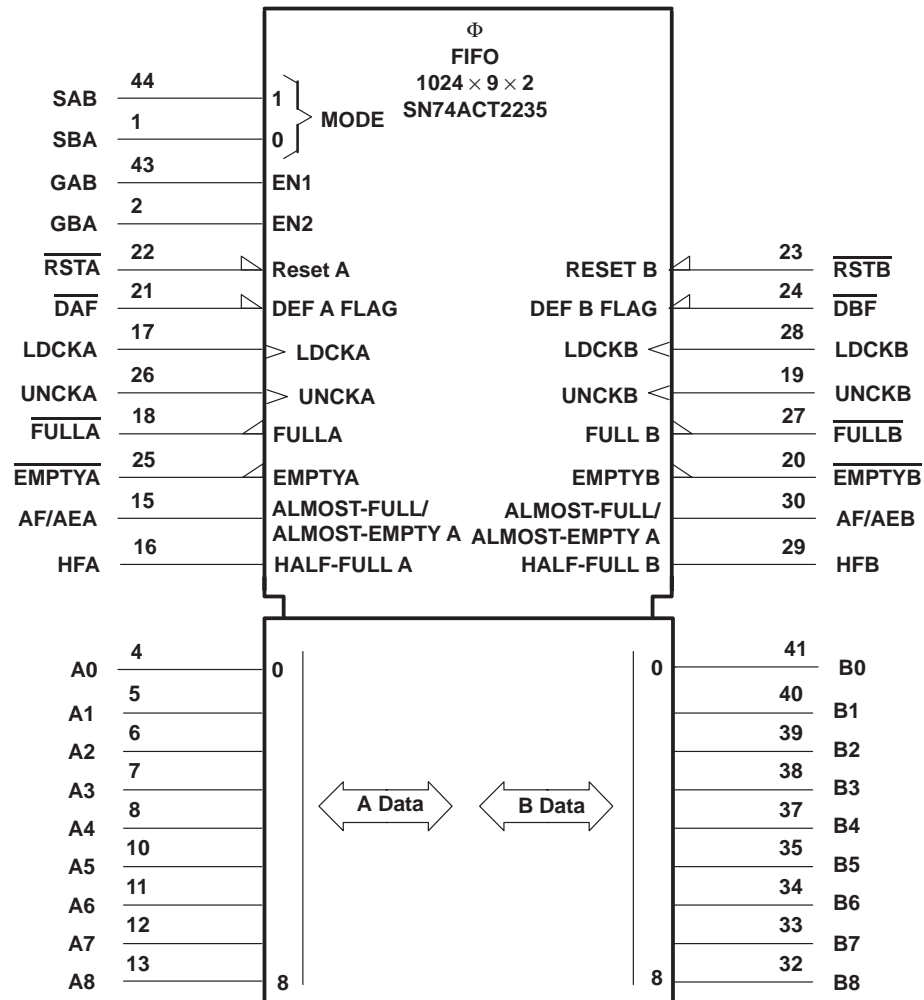 Φ
FIFO
1024 × 9 × 2
SN74ACT2235
SAB 44 1
SBA 1 0
MODE
GAB 43 EN1
GBA 2 EN2
RSTA 22 Reset A RESET B 23 RSTB
DAF 21 DEF A FLAG DEF B FLAG 24 DBF
LDCKA 17 LDCKA LDCKB 28 LDCKB
UNCKA 26 UNCKA UNCKB 19 UNCKB
FULLA 18 FULLA FULL B 27 FULLB
EMPTYA 25 EMPTYA EMPTYB 20 EMPTYB
AF/AEA 15 ALMOST-FULL/ ALMOST-FULL/ 30 AF/AEB
ALMOST-EMPTY A ALMOST-EMPTY A
HFA 16 HALF-FULL A HALF-FULL B 29 HFB
A0 4 0 0 41 B0
A1 5 40 B1
A2 6 39 B2
A3 7 38 B3
A Data B Data
A4 8 37 B4
A5 10 35 B5
A6 11 34 B6
A7 12 33 B7
A8 13 8 8 32 B8